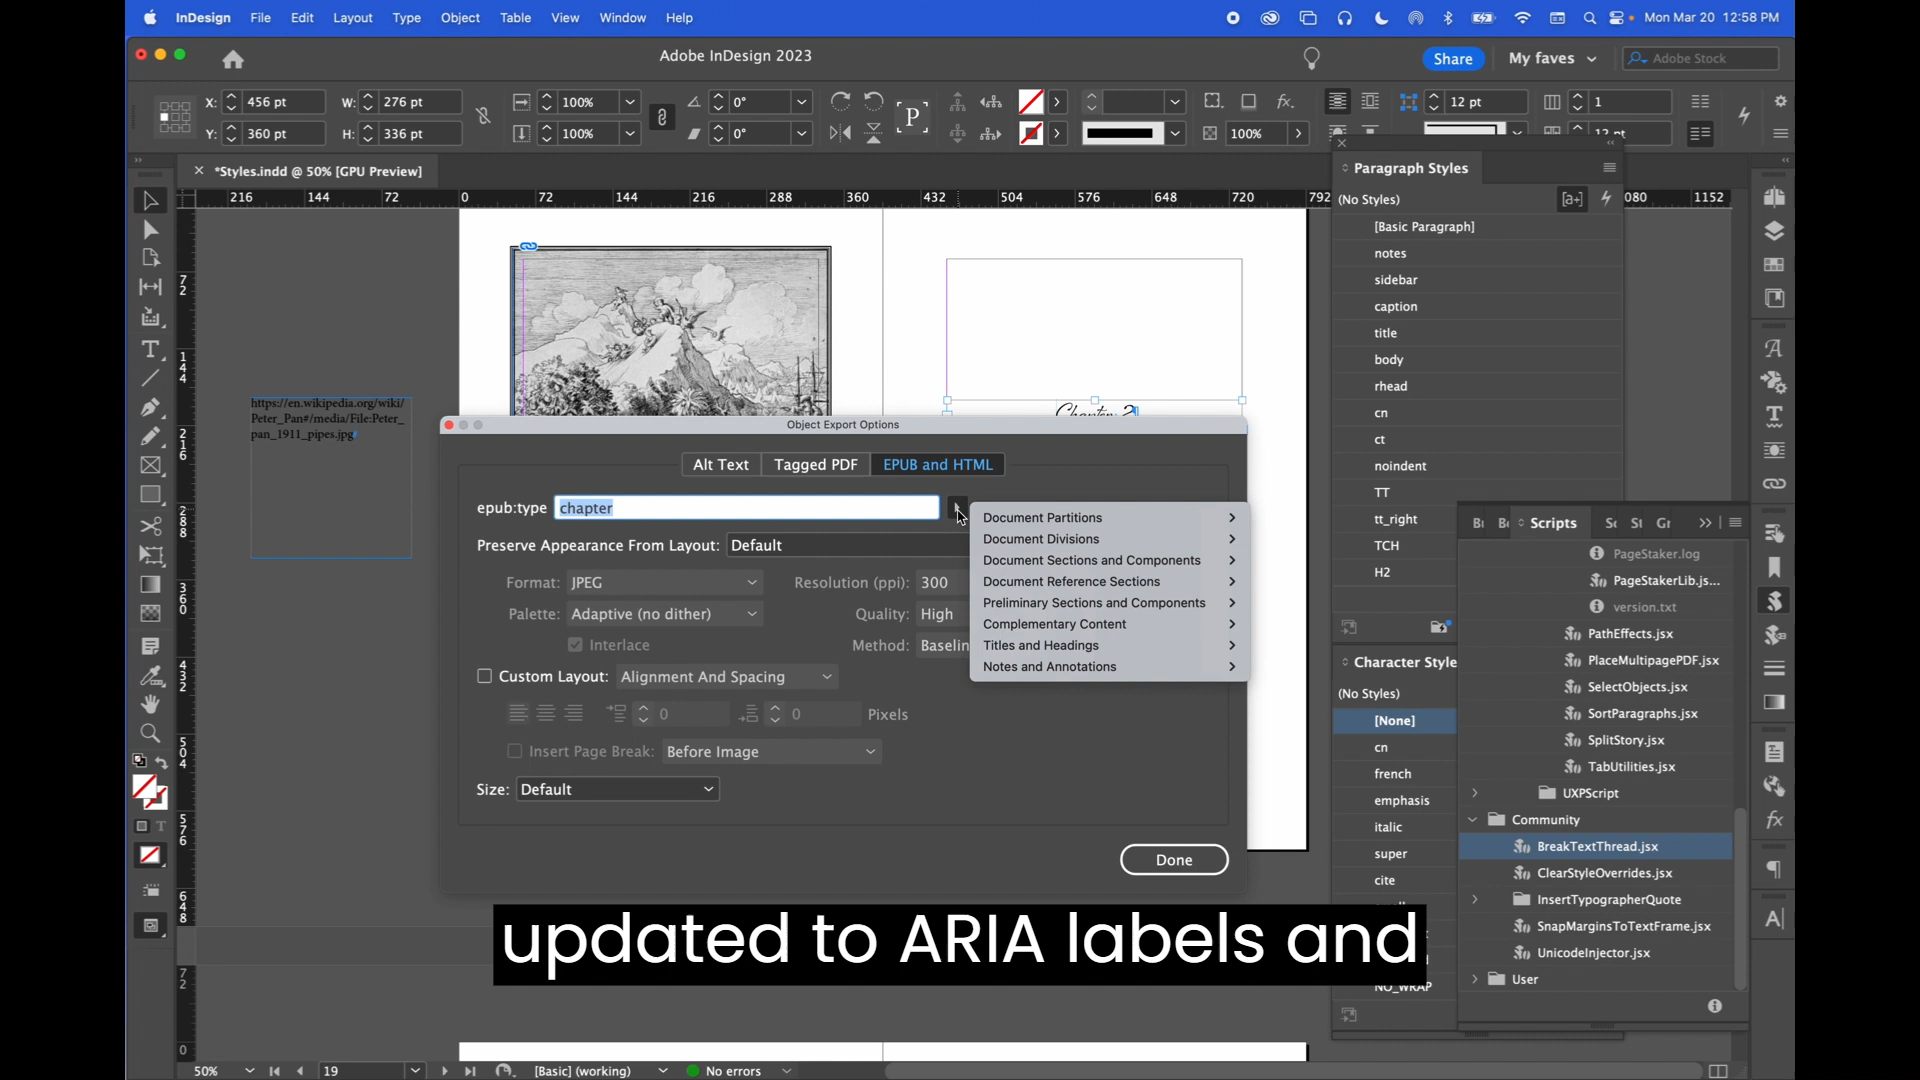 InDesign File Edit Layout Type Object Table View Window Help Mon Mar 20 12:58 PM
Adobe InDesign 2023 Share My faves Adobe Stock
X: 456 pt W: 276 pt 100% 0° 12 pt 1
Y: 360 pt H: 336 pt 100% 0° 100% 12 pt
*Styles.indd @ 50% [GPU Preview]
216 144 72 0 72 144 216 288 360 432 504 576 648 720 792 080 1152
https://en.wikipedia.org/wiki/
Peter_Pan#/media/File:Peter_
pan_1911_pipes.jpg
Chapter 2
Object Export Options
Alt Text Tagged PDF EPUB and HTML
epub:type chapter
Preserve Appearance From Layout: Default
Format: JPEG Resolution (ppi): 300
Palette: Adaptive (no dither) Quality: High
Interlace Method: Baselin
Custom Layout: Alignment And Spacing
0 0 Pixels
Insert Page Break: Before Image
Size: Default
Done
Document Partitions
Document Divisions
Document Sections and Components
Document Reference Sections
Preliminary Sections and Components
Complementary Content
Titles and Headings
Notes and Annotations
Paragraph Styles
(No Styles)
[Basic Paragraph]
notes
sidebar
caption
title
body
rhead
cn
ct
noindent
TT
tt_right
TCH
H2
Character Style
(No Styles)
[None]
cn
french
emphasis
italic
super
cite
NO_WRAP
Scripts
PageStaker.log
PageStakerLib.js...
version.txt
PathEffects.jsx
PlaceMultipagePDF.jsx
SelectObjects.jsx
SortParagraphs.jsx
SplitStory.jsx
TabUtilities.jsx
UXPScript
Community
BreakTextThread.jsx
ClearStyleOverrides.jsx
InsertTypographerQuote
SnapMarginsToTextFrame.jsx
UnicodeInjector.jsx
User
updated to ARIA labels and
50% 19 [Basic] (working) No errors